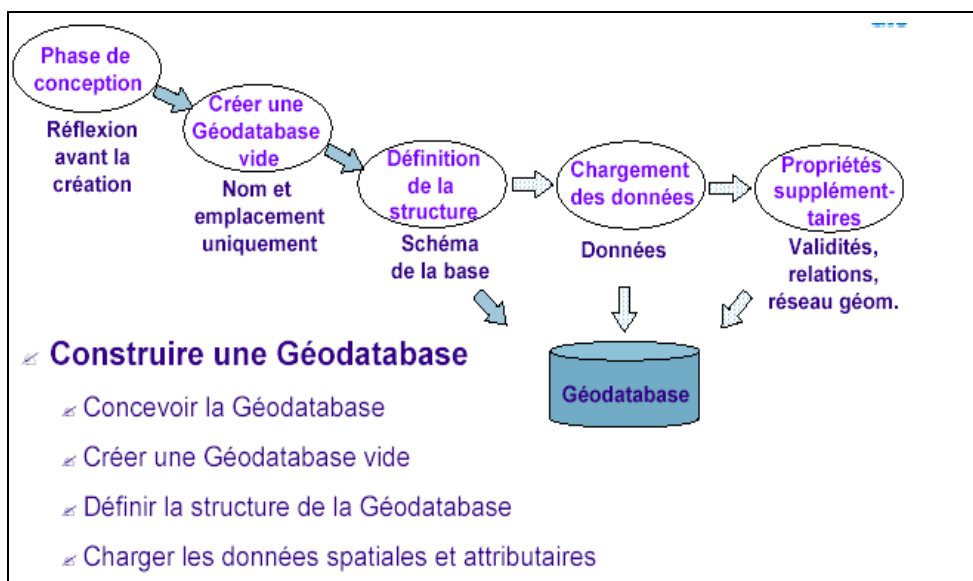 Phase de
conception
Réflexion
avant la
création
Créer une
Géodatabase
vide
Nom et
emplacement
uniquement
Définition
de la
structure
Schéma
de la base
Chargement
des données
Données
Propriétés
supplémen-
taires
Validités,
relations,
réseau géom.
Géodatabase
Construire une Géodatabase
Concevoir la Géodatabase
Créer une Géodatabase vide
Définir la structure de la Géodatabase
Charger les données spatiales et attributaires